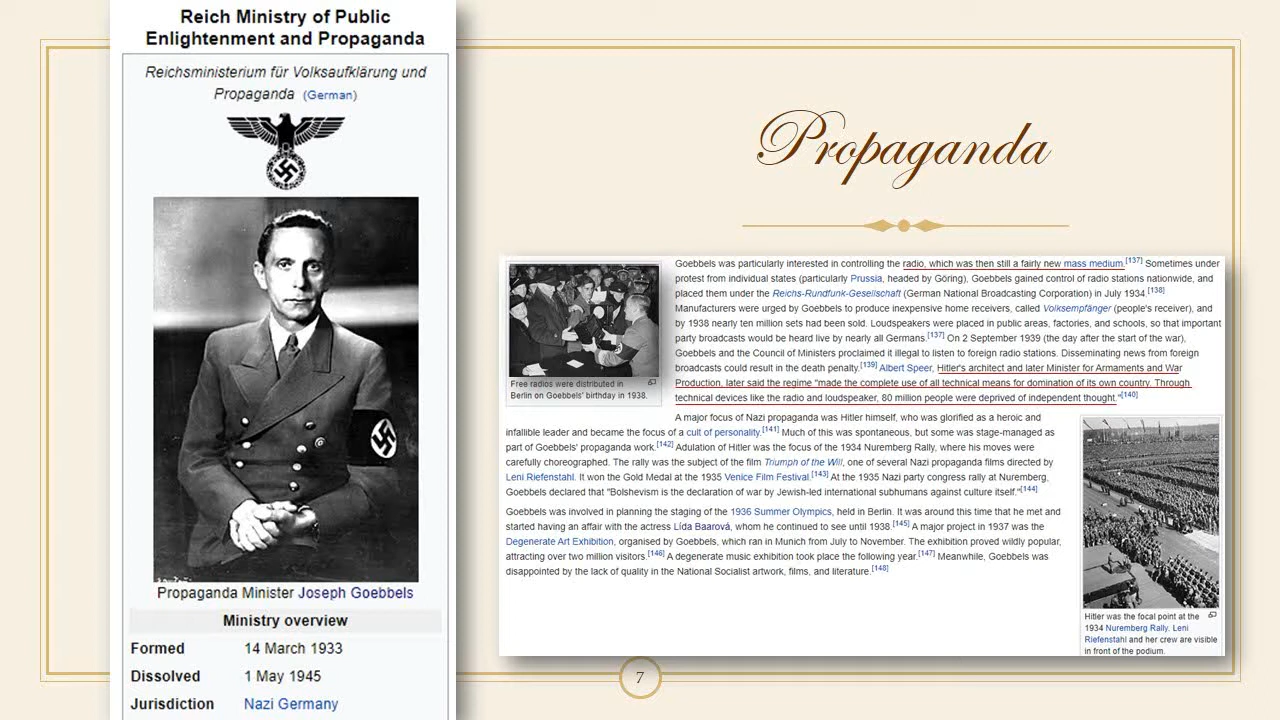 Reich Ministry of Public
Enlightenment and Propaganda
Reichsministerium für Volksaufklärung und
Propaganda (German)
Propaganda Minister Joseph Goebbels
Ministry overview
Formed 14 March 1933
Dissolved 1 May 1945
Jurisdiction Nazi Germany
Propaganda
Goebbels was particularly interested in controlling the radio, which was then still a fairly new mass medium.[137] Sometimes under
protest from individual states (particularly Prussia, headed by Göring), Goebbels gained control of radio stations nationwide, and
placed them under the Reichs-Rundfunk-Gesellschaft (German National Broadcasting Corporation) in July 1934.[138]
Manufacturers were urged by Goebbels to produce inexpensive home receivers, called Volksempfänger (people's receiver), and
by 1938 nearly ten million sets had been sold. Loudspeakers were placed in public areas, factories, and schools, so that important
party broadcasts would be heard live by nearly all Germans.[137] On 2 September 1939 (the day after the start of the war),
Goebbels and the Council of Ministers proclaimed it illegal to listen to foreign radio stations. Disseminating news from foreign
broadcasts could result in the death penalty.[139] Albert Speer, Hitler's architect and later Minister for Armaments and War
Production, later said the regime "made the complete use of all technical means for domination of its own country. Through
technical devices like the radio and loudspeaker, 80 million people were deprived of independent thought."[140]
Free radios were distributed in
Berlin on Goebbels' birthday in 1938.
A major focus of Nazi propaganda was Hitler himself, who was glorified as a heroic and
infallible leader and became the focus of a cult of personality.[141] Much of this was spontaneous, but some was stage-managed as
part of Goebbels' propaganda work.[142] Adulation of Hitler was the focus of the 1934 Nuremberg Rally, where his moves were
carefully choreographed. The rally was the subject of the film Triumph of the Will, one of several Nazi propaganda films directed by
Leni Riefenstahl. It won the Gold Medal at the 1935 Venice Film Festival.[143] At the 1935 Nazi party congress rally at Nuremberg,
Goebbels declared that "Bolshevism is the declaration of war by Jewish-led international subhumans against culture itself."[144]
Goebbels was involved in planning the staging of the 1936 Summer Olympics, held in Berlin. It was around this time that he met and
started having an affair with the actress Lída Baarová, whom he continued to see until 1938.[145] A major project in 1937 was the
Degenerate Art Exhibition, organised by Goebbels, which ran in Munich from July to November. The exhibition proved wildly popular,
attracting over two million visitors.[146] A degenerate music exhibition took place the following year.[147] Meanwhile, Goebbels was
disappointed by the lack of quality in the National Socialist artwork, films, and literature.[148]
Hitler was the focal point at the
1934 Nuremberg Rally. Leni
Riefenstahl and her crew are visible
in front of the podium.
7